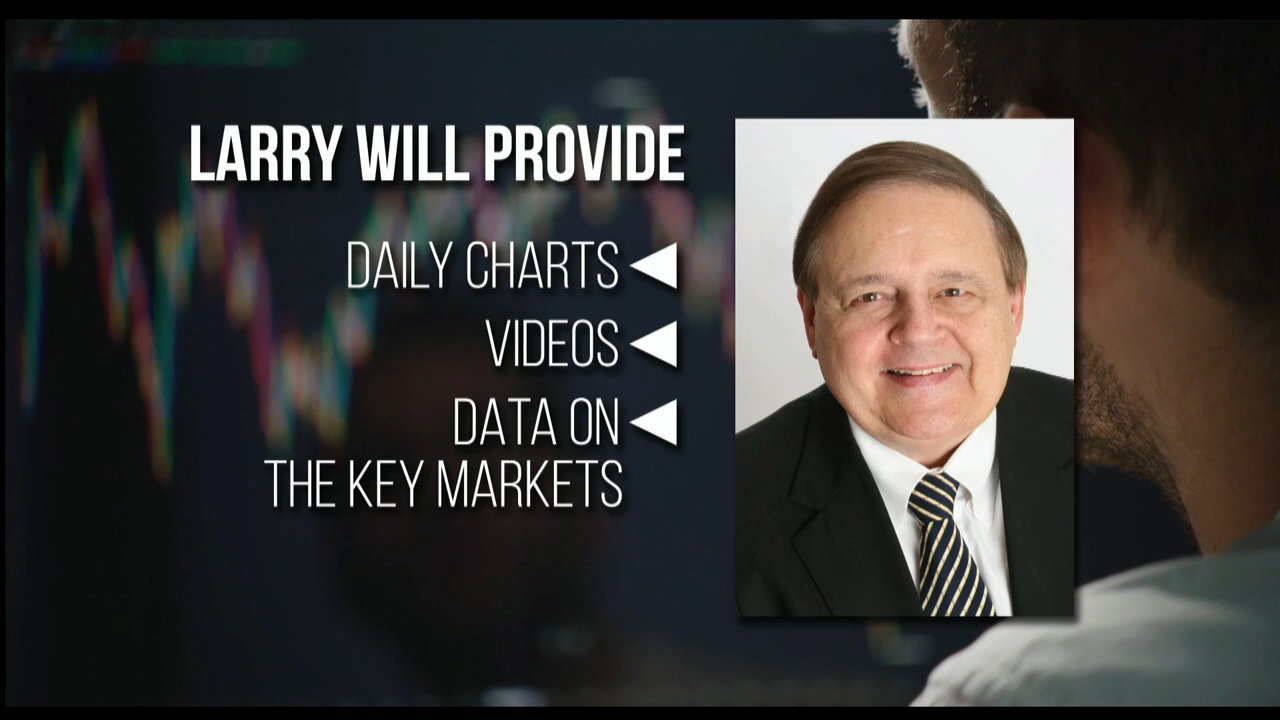 LARRY WILL PROVIDE
DAILY CHARTS
VIDEOS
DATA ON
THE KEY MARKETS